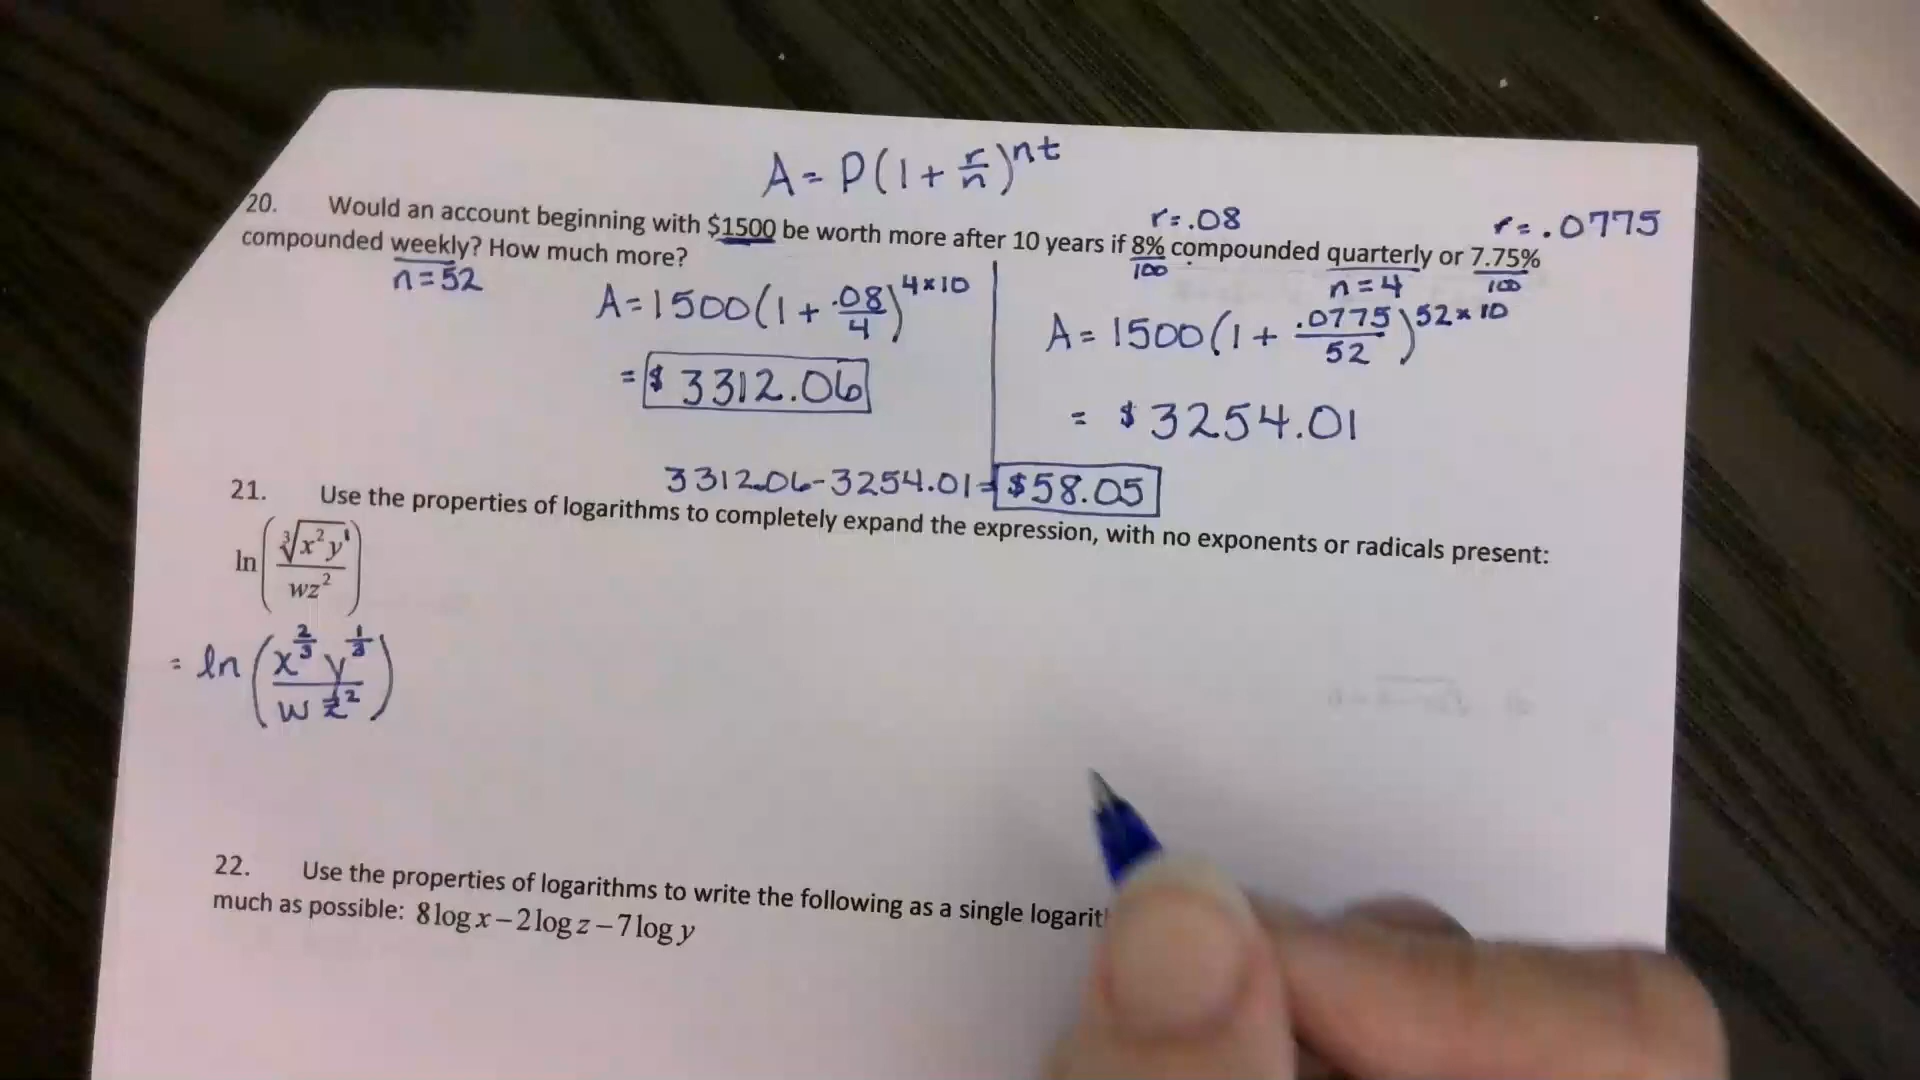 A = P(1 + r/n)^nt
r = .08 r = .0775
20. Would an account beginning with $1500 be worth more after 10 years if 8% compounded quarterly or 7.75%
compounded weekly? How much more?
100 n = 4 100
n = 52
A = 1500(1 + .08/4)^4×10
A = 1500(1 + .0775/52)^52×10
= $ 3312.06
= $ 3254.01
3312.06 - 3254.01 = $58.05
21. Use the properties of logarithms to completely expand the expression, with no exponents or radicals present:
ln(∛(x²y¹)/wz²)
= ln(x^2/3 y^1/3 / w z²)
22. Use the properties of logarithms to write the following as a single
much as possible: 8 log x – 2 log z – 7 log y